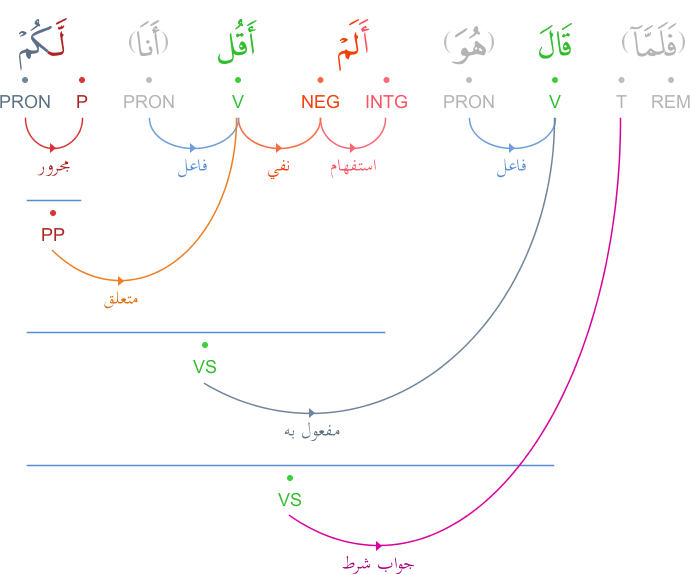 (فَلَمَّآ) قَالَ (هُوَ) أَلَمْ أَقُل (أَنَا) لَّكُمْ
REM T V PRON INTG NEG V PRON P PRON
فاعل استفهام نفي فاعل مجرور
PP
متعلق
VS
مفعول به
VS
جواب شرط